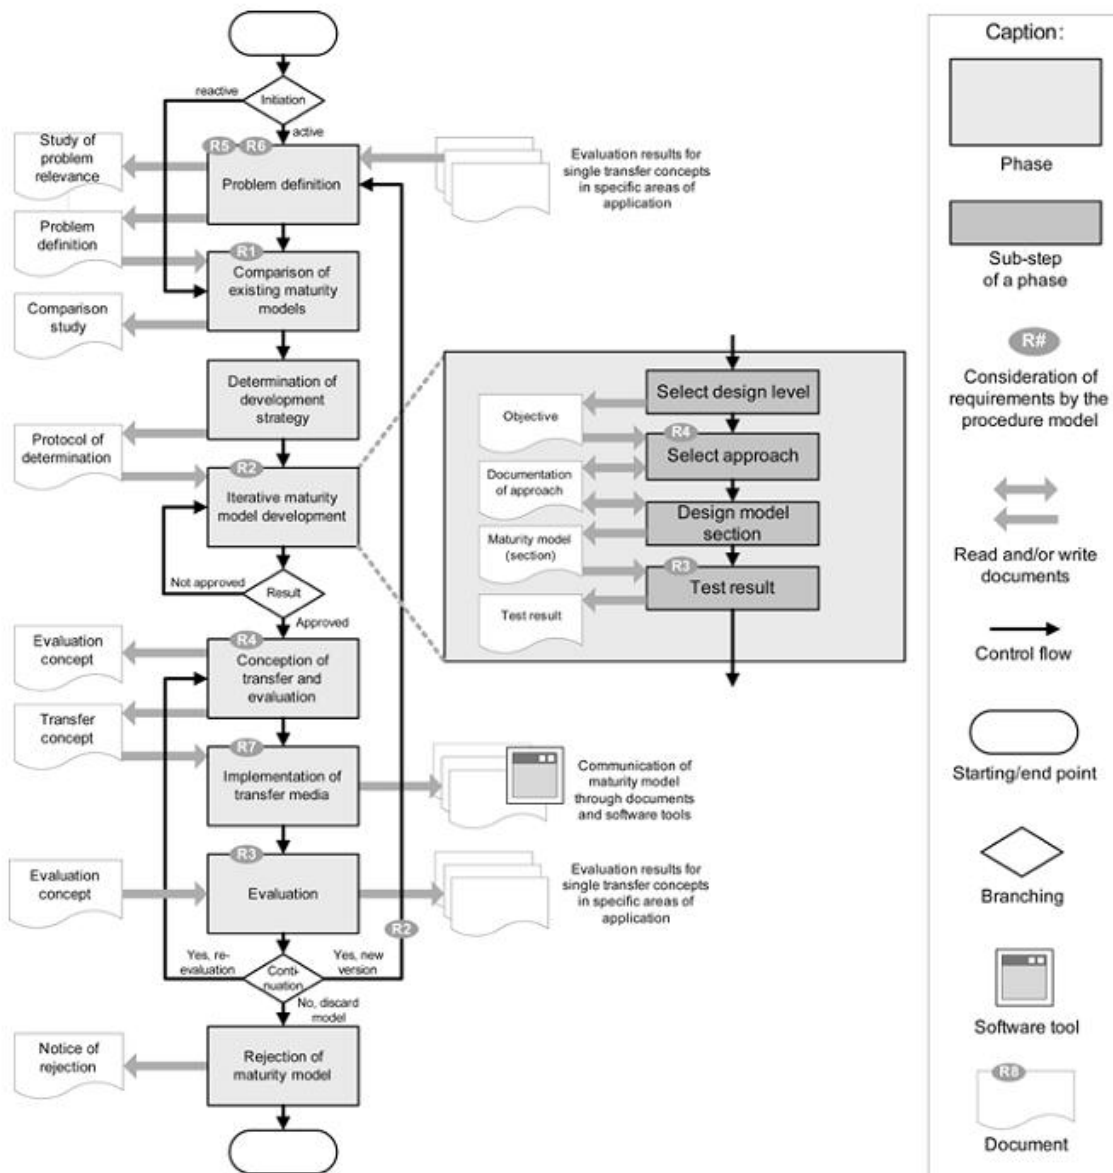 Initiation
reactive
active
R5
R6
Study of
problem
relevance
Problem definition
Evaluation results for
single transfer concepts
in specific areas of
application
Problem
definition
R1
Comparison of
existing maturity
models
Comparison
study
Determination of
development
strategy
Protocol of
determination
R2
Iterative maturity
model development
Not approved
Result
Approved
Select design level
Objective
R4
Select approach
Documentation
of approach
Design model
section
Maturity model
(section)
R3
Test result
Test result
Evaluation
concept
R4
Conception of
transfer and
evaluation
Transfer
concept
R7
Implementation of
transfer media
Communication of
maturity model
through documents
and software tools
R3
Evaluation
concept
Evaluation
Evaluation results for
single transfer concepts
in specific areas of
application
R2
Yes, re-
evaluation
Conti-
nuation
Yes, new
version
No, discard
model
Notice of
rejection
Rejection of
maturity model
Caption:
Phase
Sub-step
of a phase
R#
Consideration of
requirements by the
procedure model
Read and/or write
documents
Control flow
Starting/end point
Branching
Software tool
R8
Document